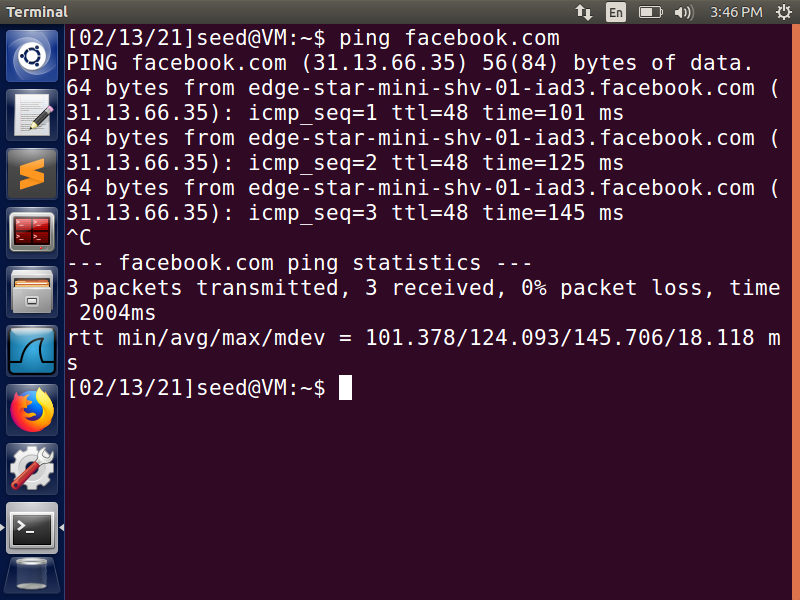 Terminal
En
3:46 PM
[02/13/21]seed@VM:~$ ping facebook.com
PING facebook.com (31.13.66.35) 56(84) bytes of data.
64 bytes from edge-star-mini-shv-01-iad3.facebook.com (
31.13.66.35): icmp_seq=1 ttl=48 time=101 ms
64 bytes from edge-star-mini-shv-01-iad3.facebook.com (
31.13.66.35): icmp_seq=2 ttl=48 time=125 ms
64 bytes from edge-star-mini-shv-01-iad3.facebook.com (
31.13.66.35): icmp_seq=3 ttl=48 time=145 ms
^C
--- facebook.com ping statistics ---
3 packets transmitted, 3 received, 0% packet loss, time
 2004ms
rtt min/avg/max/mdev = 101.378/124.093/145.706/18.118 m
s
[02/13/21]seed@VM:~$